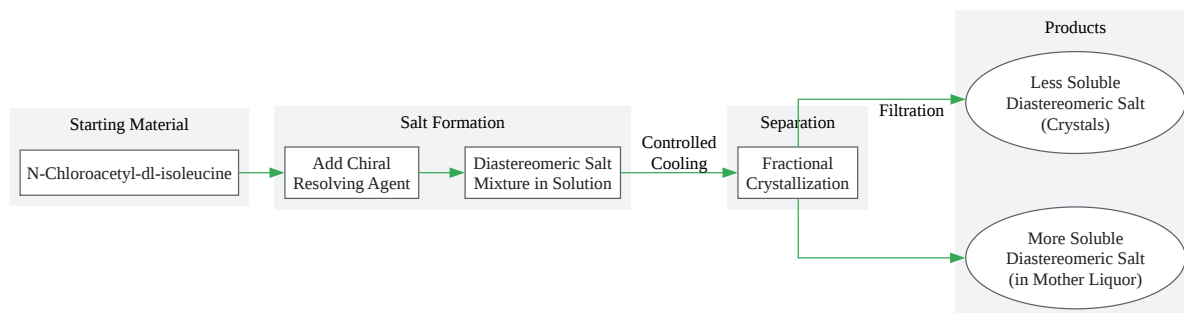 Starting Material
N-Chloroacetyl-dl-isoleucine
Salt Formation
Add Chiral
Resolving Agent
Diastereomeric Salt
Mixture in Solution
Controlled
Cooling
Separation
Fractional
Crystallization
Filtration
Products
Less Soluble
Diastereomeric Salt
(Crystals)
More Soluble
Diastereomeric Salt
(in Mother Liquor)